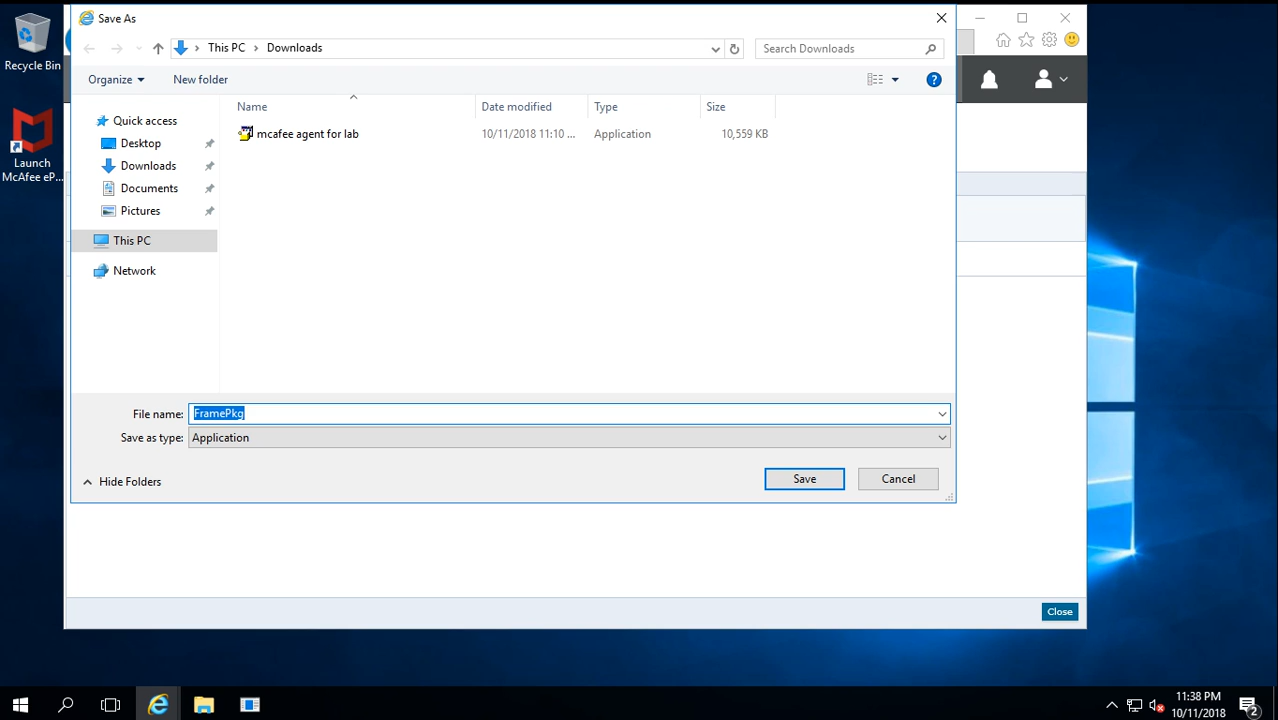 Save As
Recycle Bin
Launch
McAfee eP...
This PC
Downloads
Search Downloads
Organize
New folder
Name
Date modified
Type
Size
mcafee agent for lab
10/11/2018 11:10 ...
Application
10,559 KB
Quick access
Desktop
Downloads
Documents
Pictures
This PC
Network
File name:
FramePkg
Save as type:
Application
Hide Folders
Save
Cancel
Close
11:38 PM
10/11/2018
2